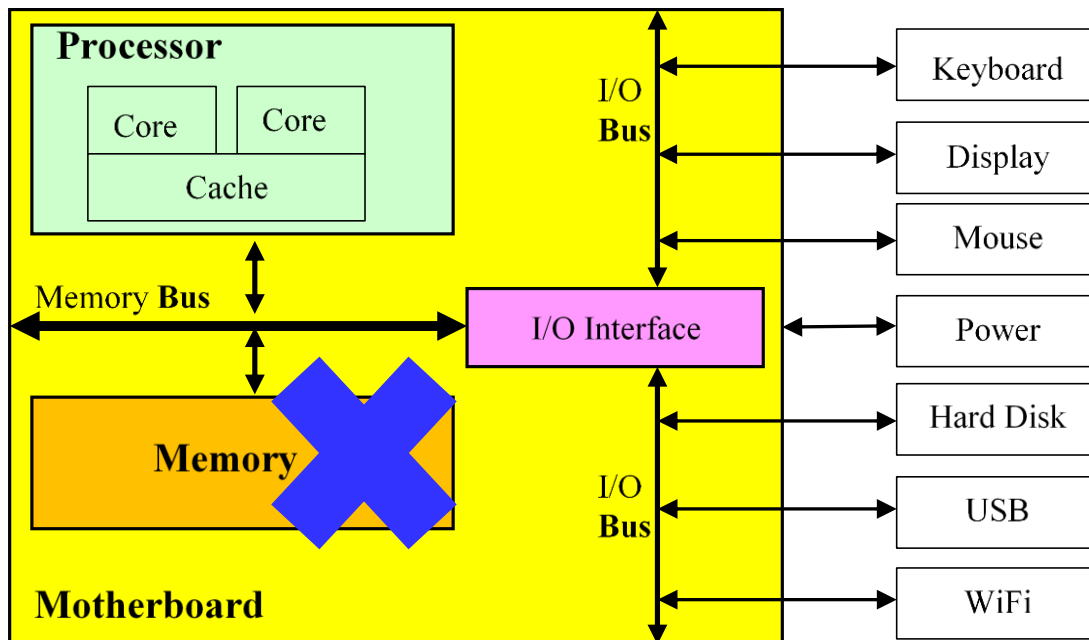 Processor
Core
Core
Cache
Memory Bus
Memory
Motherboard
I/O
Bus
I/O Interface
I/O
Bus
Keyboard
Display
Mouse
Power
Hard Disk
USB
WiFi